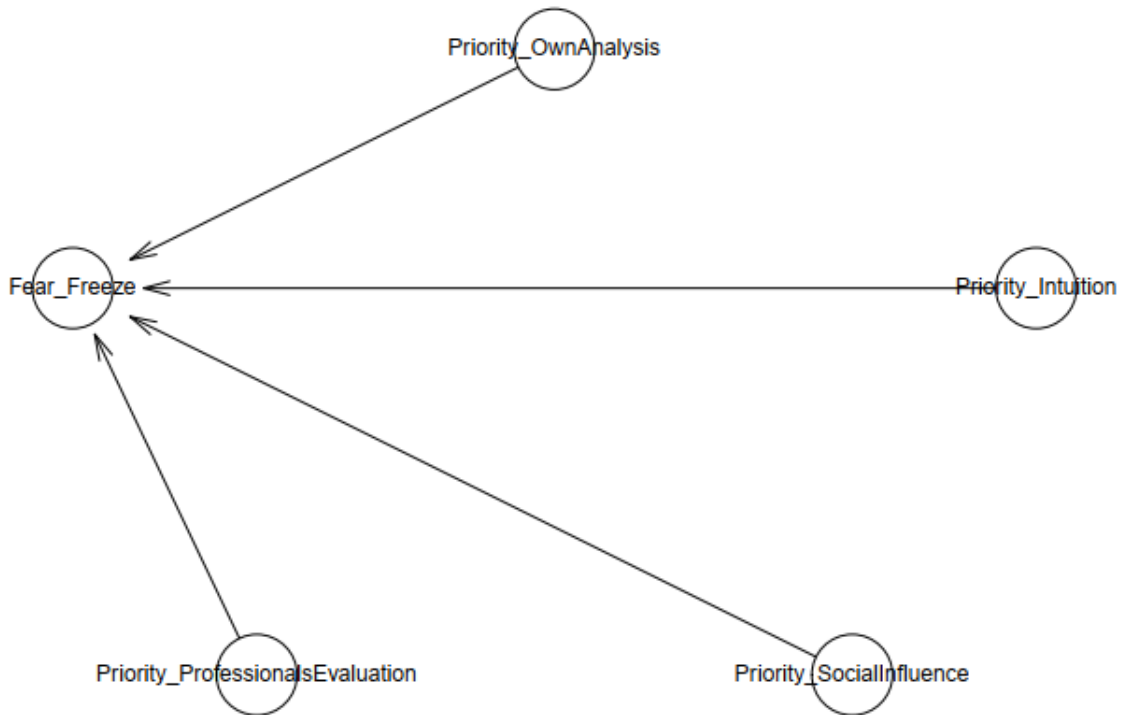 Priority_OwnAnalysis
Fear_Freeze
Priority_Intuition
Priority_ProfessionalsEvaluation
Priority_SocialInfluence